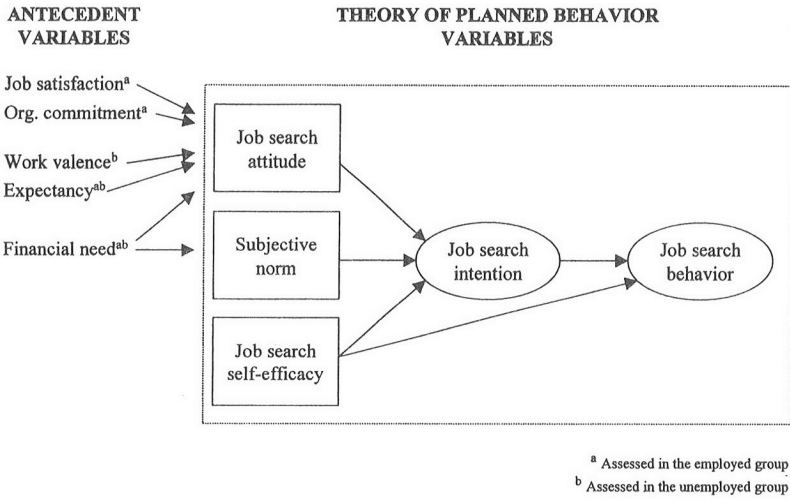 ANTECEDENT
VARIABLES
THEORY OF PLANNED BEHAVIOR
VARIABLES
Job satisfactionᵃ
Org. commitmentᵃ
Work valenceᵇ
Expectancyᵃᵇ
Financial needᵃᵇ
Job search
attitude
Subjective
norm
Job search
self-efficacy
Job search
intention
Job search
behavior
ᵃ Assessed in the employed group
ᵇ Assessed in the unemployed group